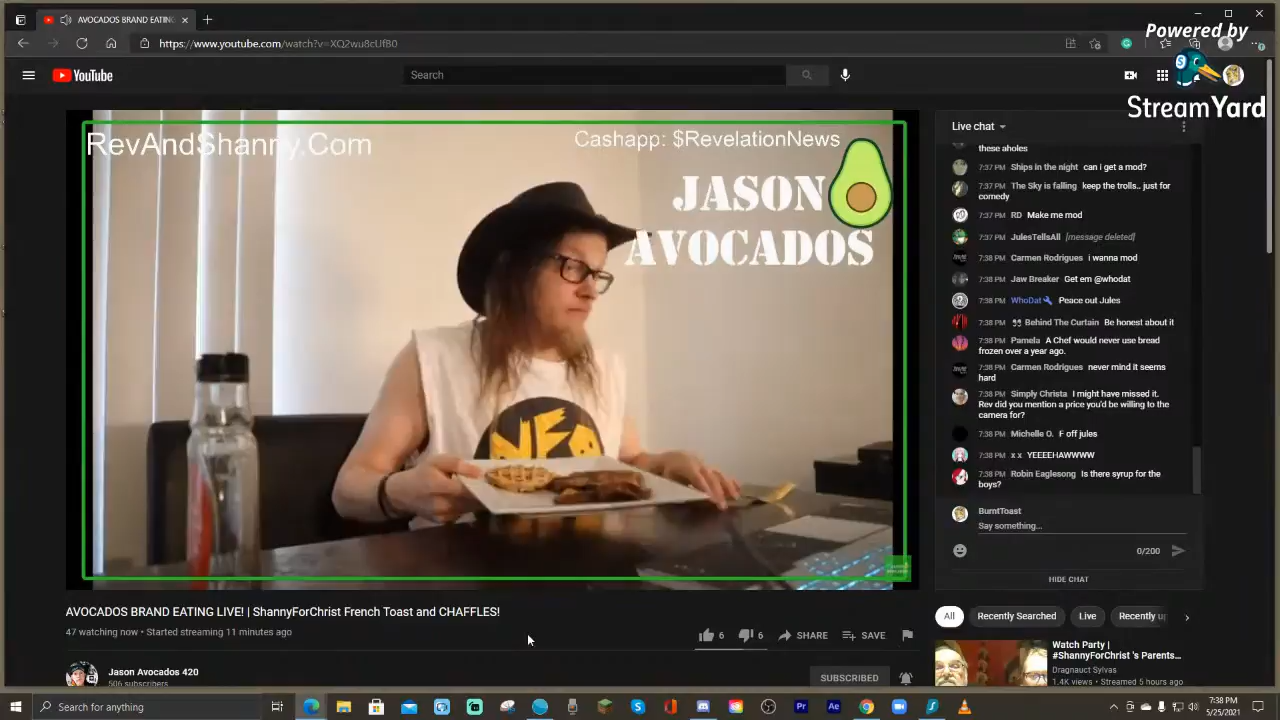 AVOCADOS BRAND EATING
https://www.youtube.com/watch?v=XQ2wu8cUfB0
Powered by
StreamYard
YouTube
Search
RevAndShanny.Com
Cashapp: $RevelationNews
JASON
AVOCADOS
Live chat
these aholes
7:37 PM Ships in the night can i get a mod?
7:37 PM The Sky is falling keep the trolls.. just for
comedy
7:37 PM RD Make me mod
7:37 PM JulesTellsAll [message deleted]
7:38 PM Carmen Rodrigues i wanna mod
7:38 PM Jaw Breaker Get em @whodat
7:38 PM WhoDat Peace out Jules
7:38 PM Behind The Curtain Be honest about it
7:38 PM Pamela A Chef would never use bread
frozen over a year ago.
7:38 PM Carmen Rodrigues never mind it seems
hard
7:38 PM Simply Christa I might have missed it.
Rev did you mention a price you'd be willing to the
camera for?
7:38 PM Michelle O. F off jules
7:38 PM x x YEEEEHAWWWW
7:38 PM Robin Eaglesong Is there syrup for the
boys?
BurntToast
Say something...
0/200
HIDE CHAT
AVOCADOS BRAND EATING LIVE! | ShannyForChrist French Toast and CHAFFLES!
47 watching now • Started streaming 11 minutes ago
6 6 SHARE SAVE
Jason Avocados 420
506 subscribers
SUBSCRIBED
All Recently Searched Live Recently u
Watch Party |
#ShannyForChrist 's Parents...
Dragnauct Sylvas
1.4K views • Streamed 5 hours ago
Search for anything
Pr
Ae
7:38 PM
5/25/2021